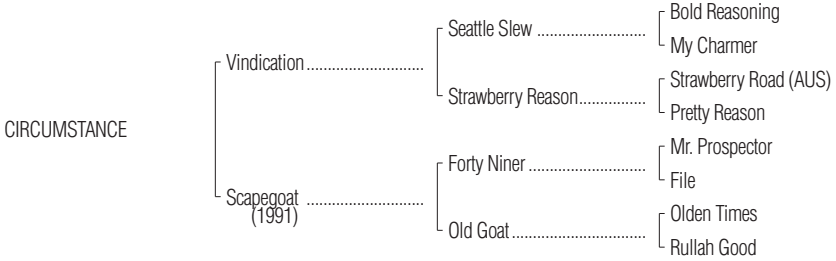 Bold Reasoning
Seattle Slew ..........................
My Charmer
Vindication............................
Strawberry Road (AUS)
Strawberry Reason................
Pretty Reason
CIRCUMSTANCE
Mr. Prospector
Forty Niner ............................
File
Scapegoat ............................
(1991)
Olden Times
Old Goat................................
Rullah Good